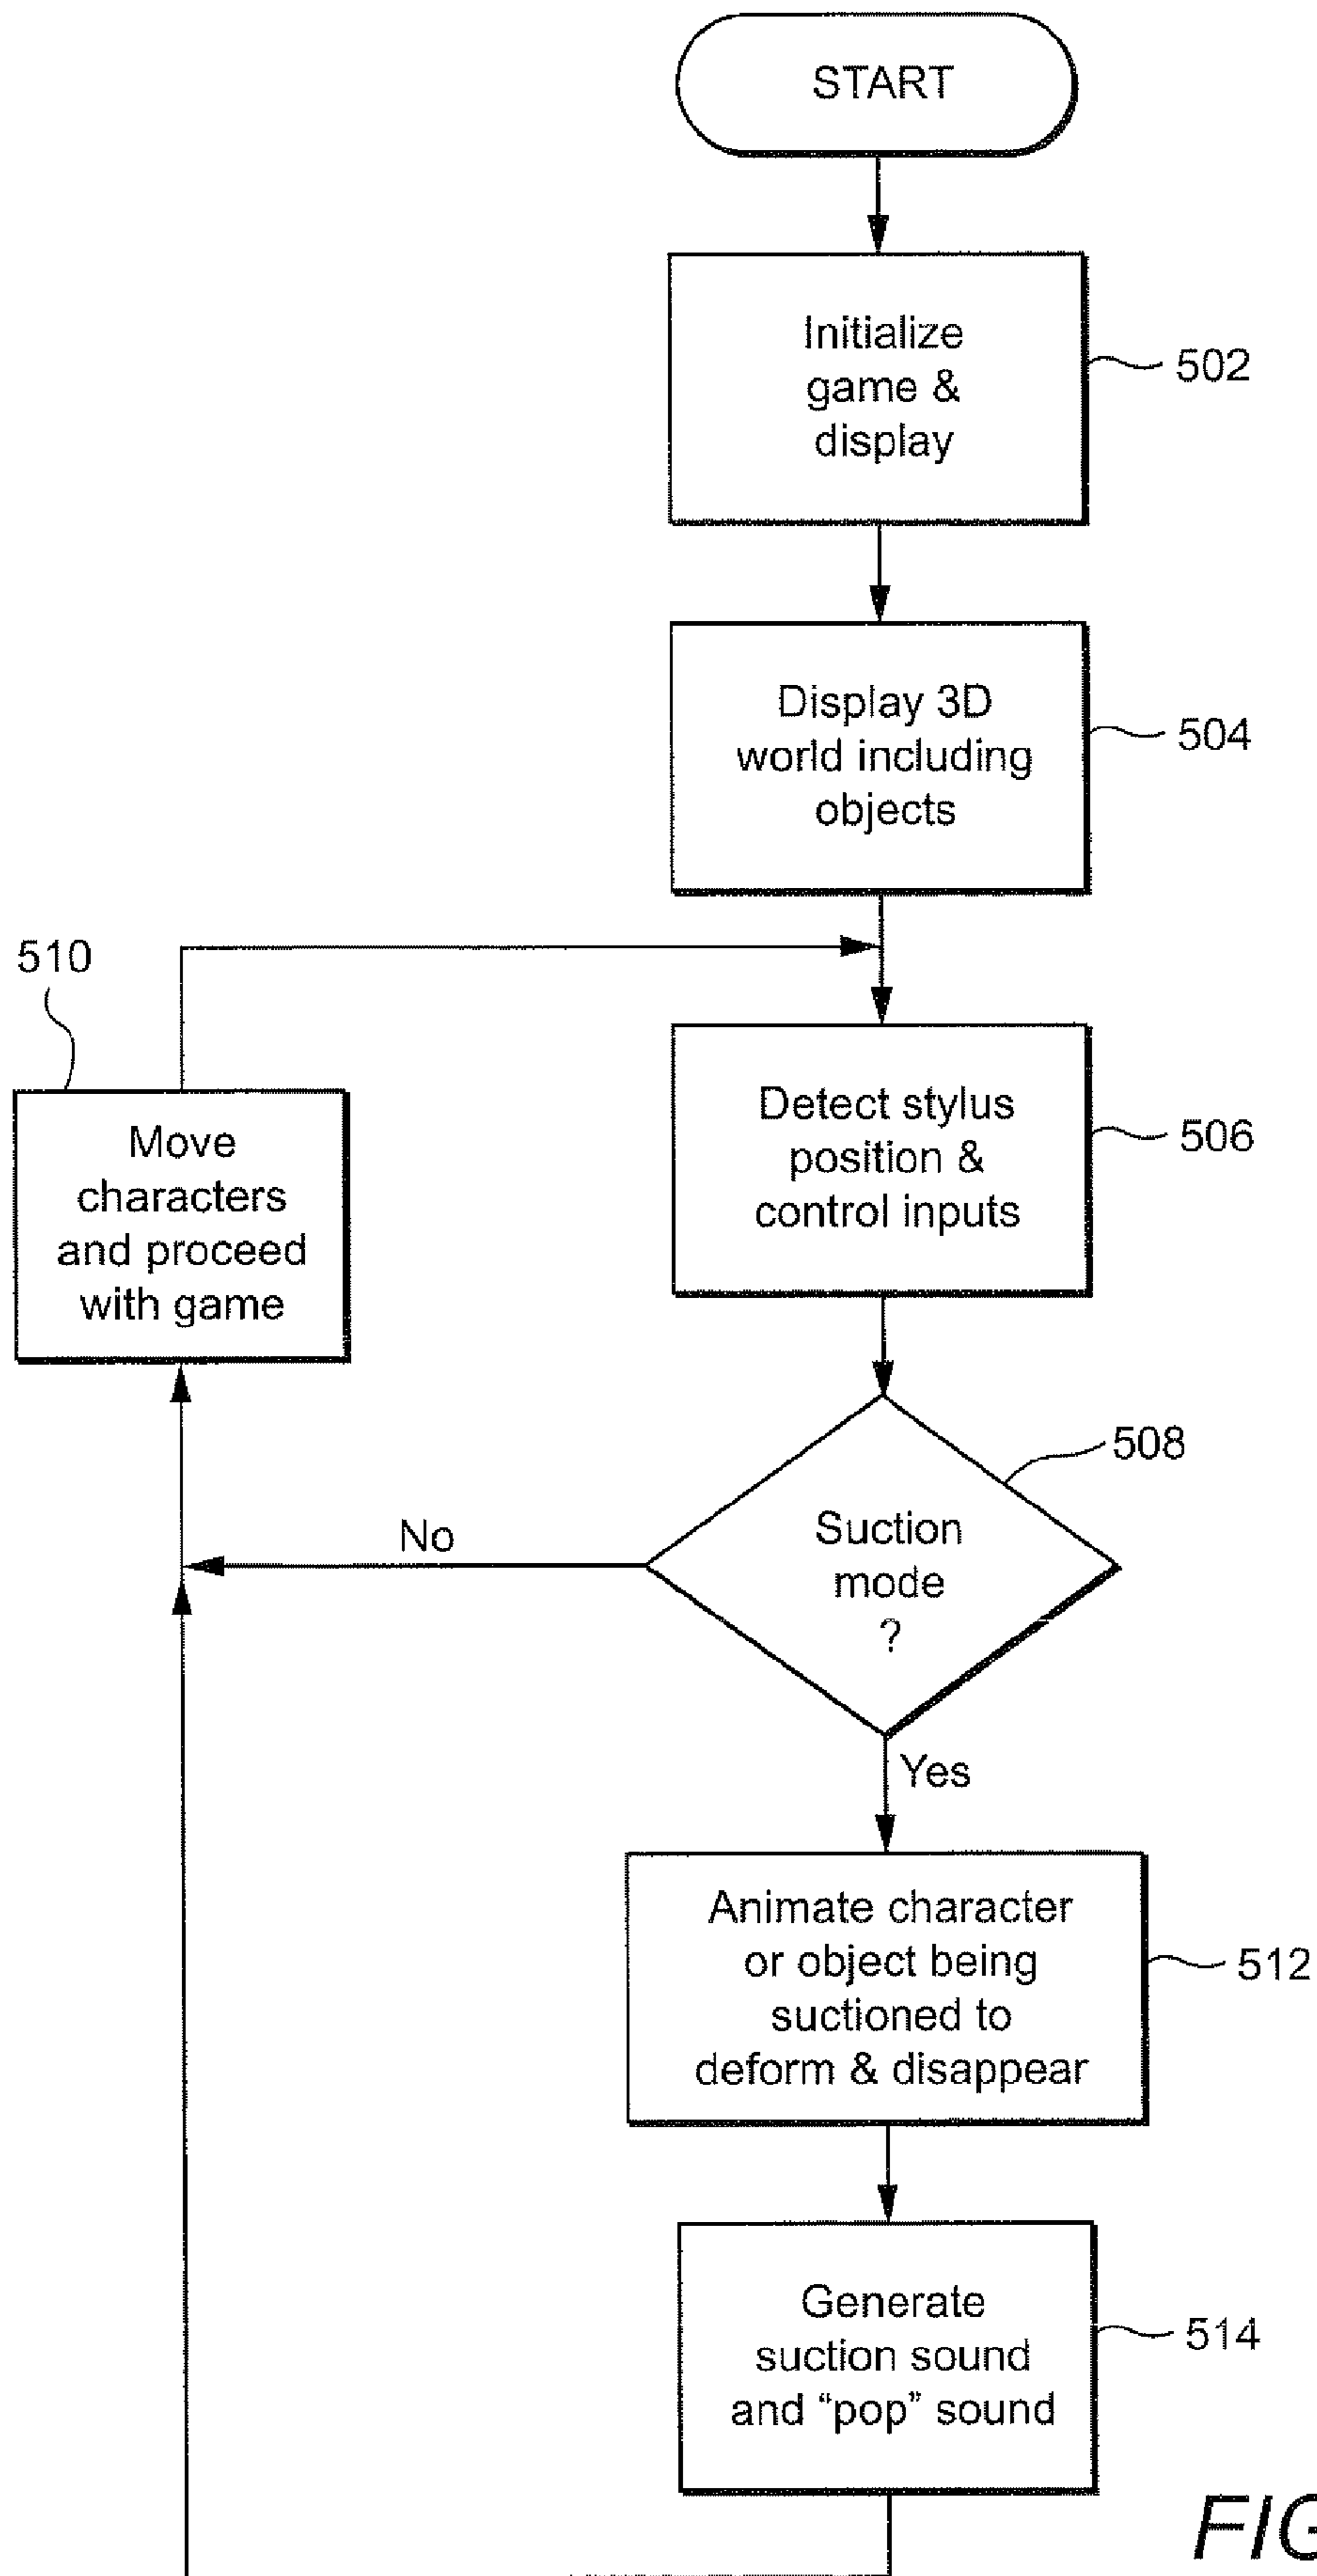 START
Initialize
game &
display
502
Display 3D
world including
objects
504
510
Move
characters
and proceed
with game
Detect stylus
position &
control inputs
506
508
Suction
mode
?
No
Yes
Animate character
or object being
suctioned to
deform & disappear
512
Generate
suction sound
and “pop” sound
514
FIG